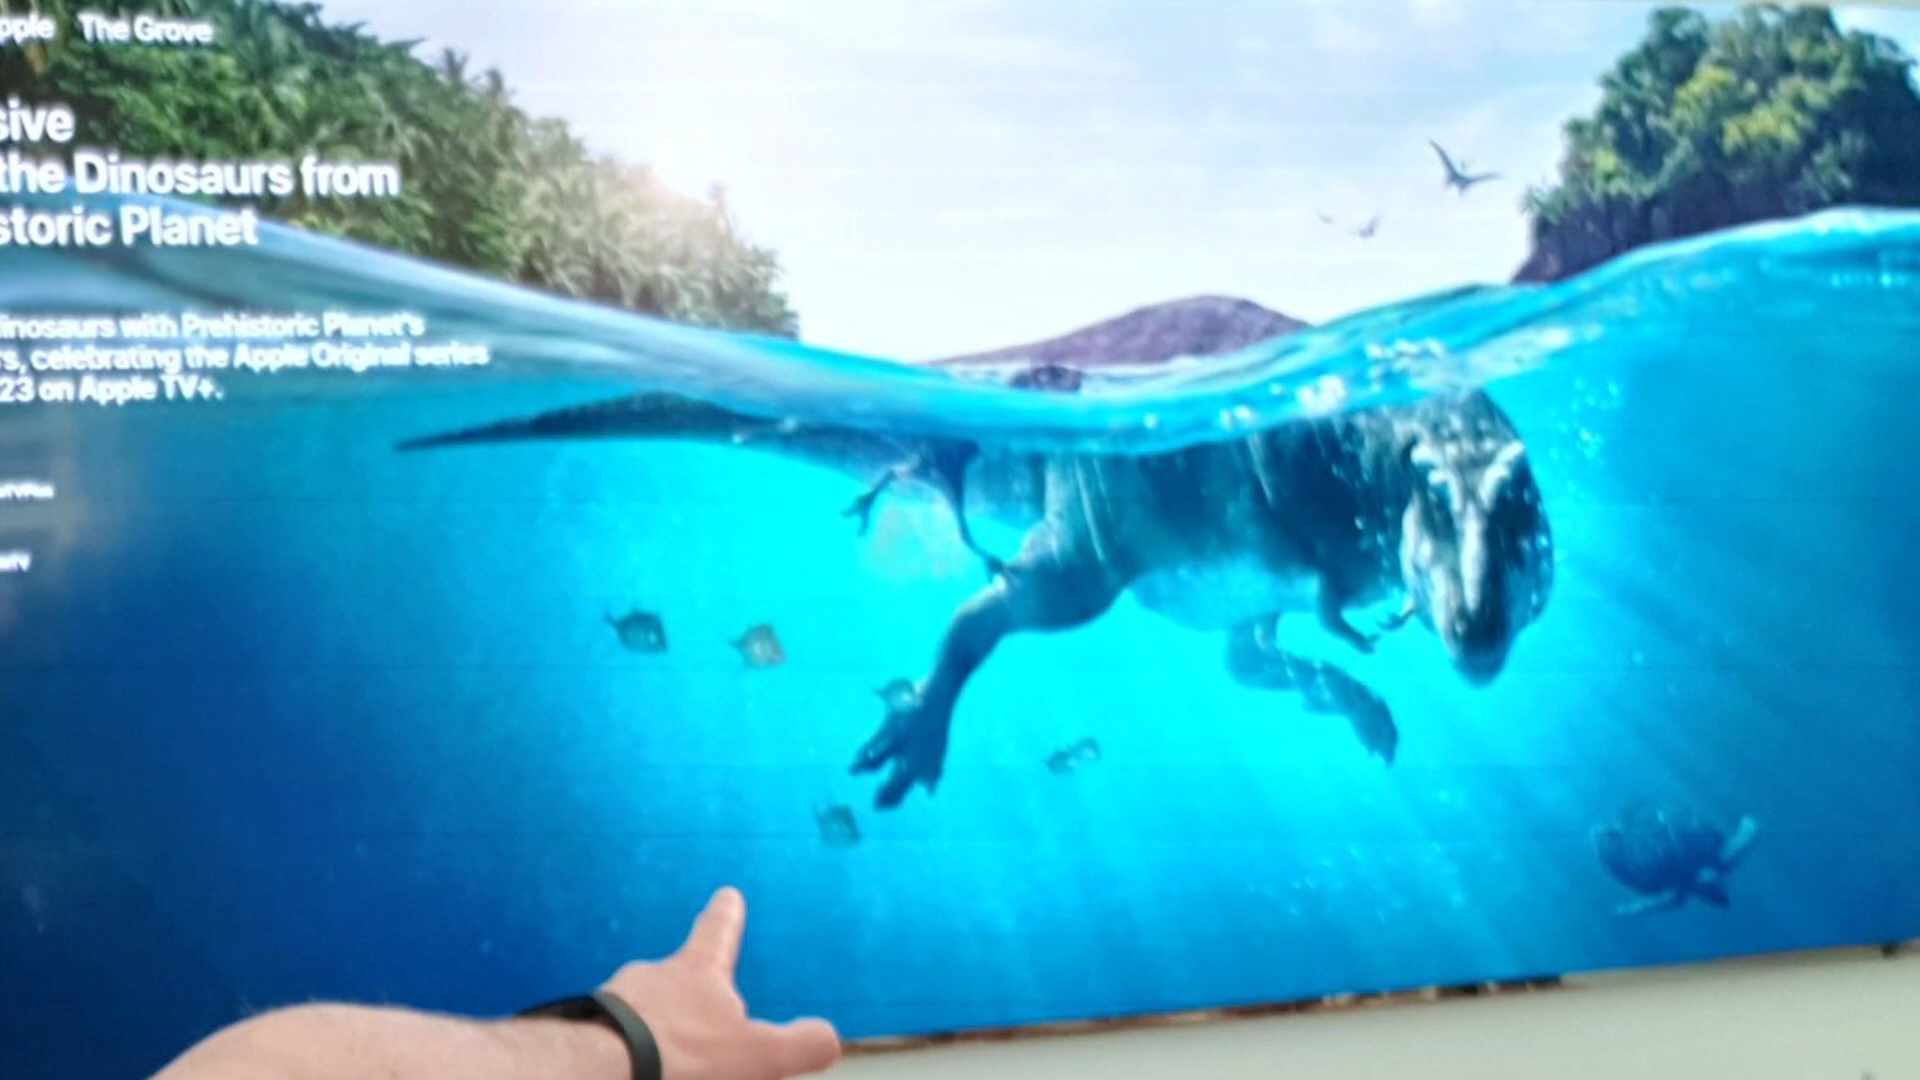 pple The Grove
sive
the Dinosaurs from
storic Planet
dinosaurs with Prehistoric Planet's
rs, celebrating the Apple Original series
23 on Apple TV+.